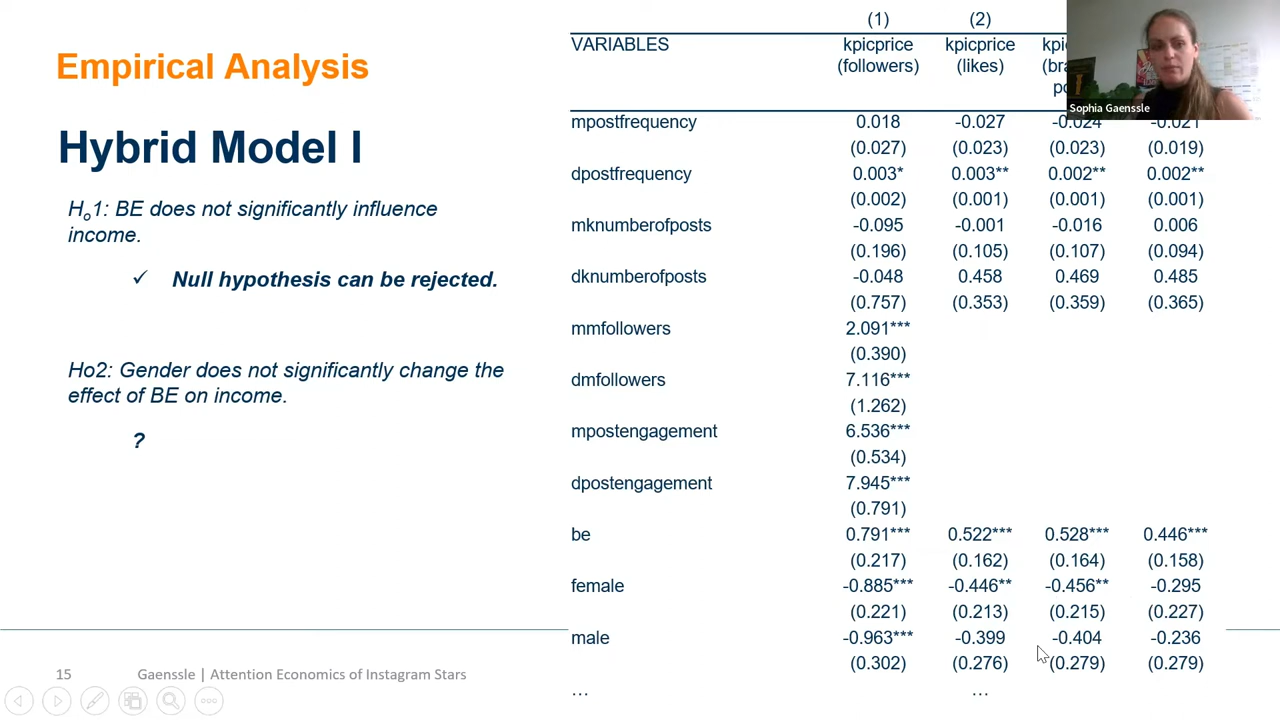 Empirical Analysis
Hybrid Model I
Ho1: BE does not significantly influence
income.
✓ Null hypothesis can be rejected.
Ho2: Gender does not significantly change the
effect of BE on income.
?
(1) (2)
VARIABLES kpicprice kpicprice
(followers) (likes)
mpostfrequency 0.018 -0.027 -0.024 -0.021
(0.027) (0.023) (0.023) (0.019)
dpostfrequency 0.003* 0.003** 0.002** 0.002**
(0.002) (0.001) (0.001) (0.001)
mknumberofposts -0.095 -0.001 -0.016 0.006
(0.196) (0.105) (0.107) (0.094)
dknumberofposts -0.048 0.458 0.469 0.485
(0.757) (0.353) (0.359) (0.365)
mmfollowers 2.091***
(0.390)
dmfollowers 7.116***
(1.262)
mpostengagement 6.536***
(0.534)
dpostengagement 7.945***
(0.791)
be 0.791*** 0.522*** 0.528*** 0.446***
(0.217) (0.162) (0.164) (0.158)
female -0.885*** -0.446** -0.456** -0.295
(0.221) (0.213) (0.215) (0.227)
male -0.963*** -0.399 -0.404 -0.236
(0.302) (0.276) (0.279) (0.279)
... ...
Sophia Gaenssle
15 Gaenssle | Attention Economics of Instagram Stars